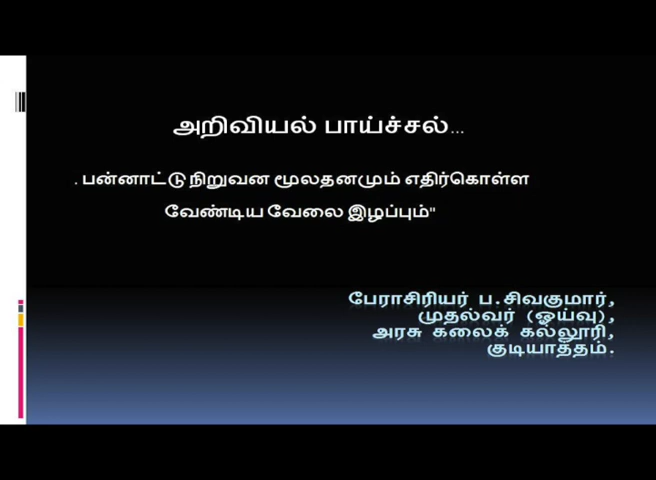 அறிவியல் பாய்ச்சல்...
. பன்னாட்டு நிறுவன மூலதனமும் எதிர்கொள்ள
வேண்டிய வேலை இழப்பும்"
பேராசிரியர் ப.சிவகுமார்,
முதல்வர் (ஓய்வு),
அரசு கலைக் கல்லூரி,
குடியாத்தம்.